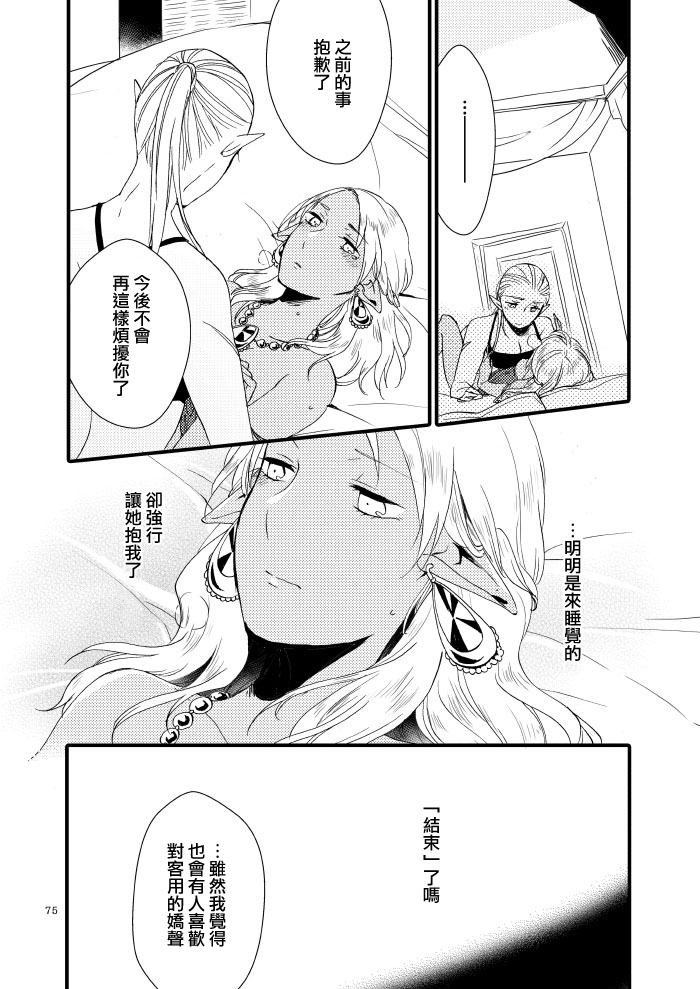 …——
之前的事
抱歉了
今後不會
再這樣煩擾你了
…明明是來睡覺的
卻強行
讓她抱我了
「結束」了嗎
…雖然我覺得
也會有人喜歡
對客用的嬌聲
75